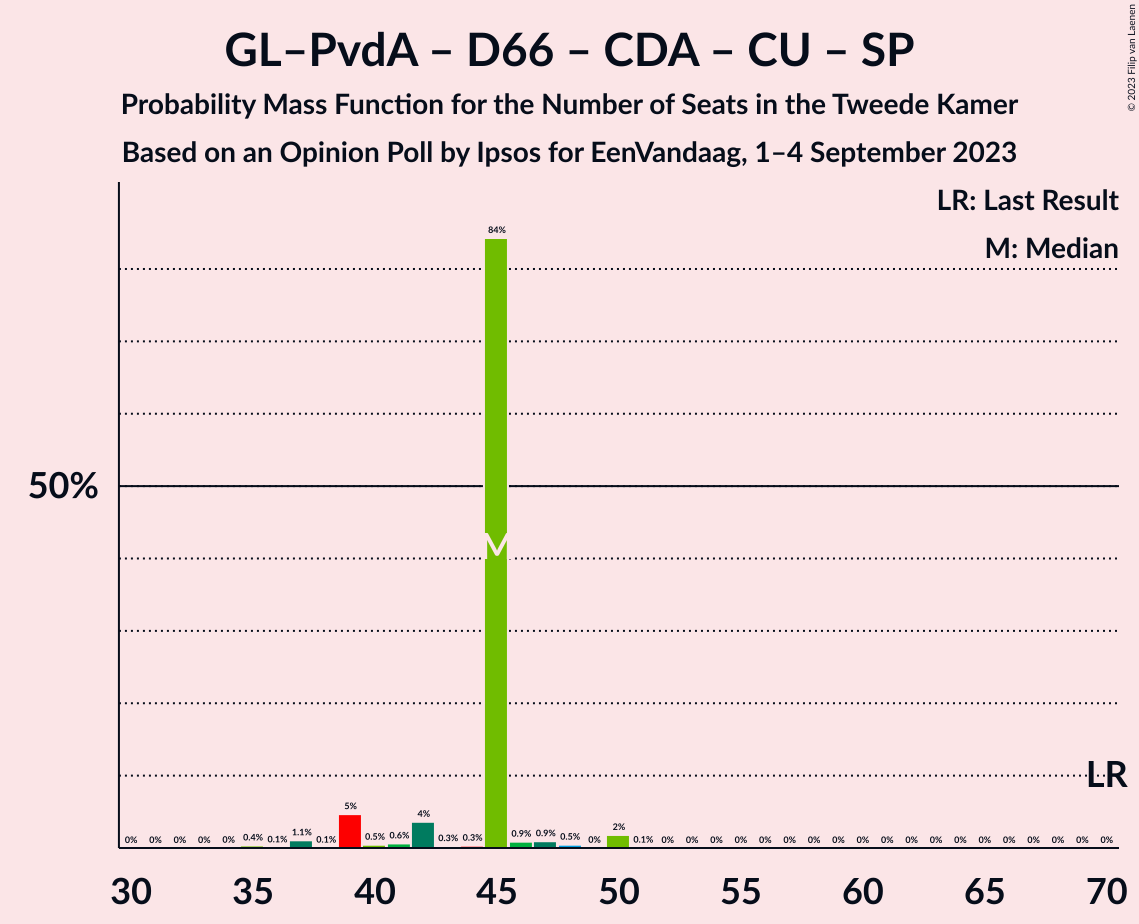 GL–PvdA – D66 – CDA – CU – SP
Probability Mass Function for the Number of Seats in the Tweede Kamer
Based on an Opinion Poll by Ipsos for EenVandaag, 1–4 September 2023
© 2023 Filip van Laenen
LR: Last Result
M: Median
84%
50%
M
LR
0% 0% 0% 0% 0% 0.4% 0.1% 1.1% 0.1% 5% 0.5% 0.6% 4% 0.3% 0.3% 0.9% 0.9% 0.5% 0% 2% 0.1% 0% 0% 0% 0% 0% 0% 0% 0% 0% 0% 0% 0% 0% 0% 0% 0% 0% 0% 0%
30 35 40 45 50 55 60 65 70